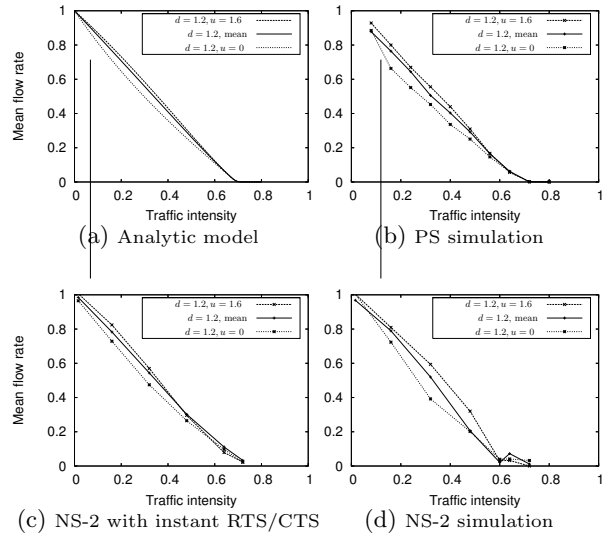 Mean flow rate
1
0.8
0.6
0.4
0.2
0
d = 1.2, u = 1.6
d = 1.2, mean
d = 1.2, u = 0
0 0.2 0.4 0.6 0.8 1
Traffic intensity
(a) Analytic model
1
0.8
0.6
0.4
0.2
0
d = 1.2, u = 1.6
d = 1.2, mean
d = 1.2, u = 0
0 0.2 0.4 0.6 0.8 1
Traffic intensity
(b) PS simulation
Mean flow rate
1
0.8
0.6
0.4
0.2
0
d = 1.2, u = 1.6
d = 1.2, mean
d = 1.2, u = 0
0 0.2 0.4 0.6 0.8 1
Traffic intensity
(c) NS-2 with instant RTS/CTS
1
0.8
0.6
0.4
0.2
0
d = 1.2, u = 1.6
d = 1.2, mean
d = 1.2, u = 0
0 0.2 0.4 0.6 0.8 1
Traffic intensity
(d) NS-2 simulation